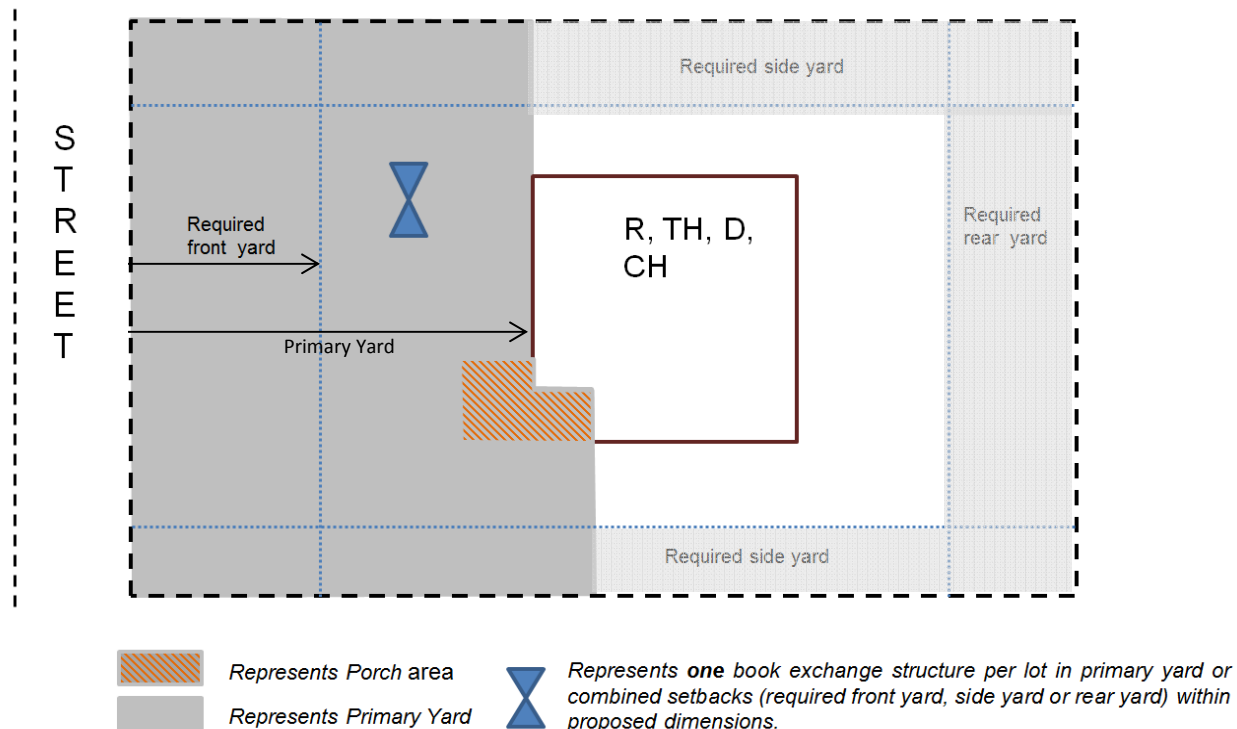 STREET
Required side yard
Required
front yard
R, TH, D,
CH
Required
rear yard
Primary Yard
Required side yard
Represents Porch area
Represents Primary Yard
Represents one book exchange structure per lot in primary yard or
combined setbacks (required front yard, side yard or rear yard) within
proposed dimensions.